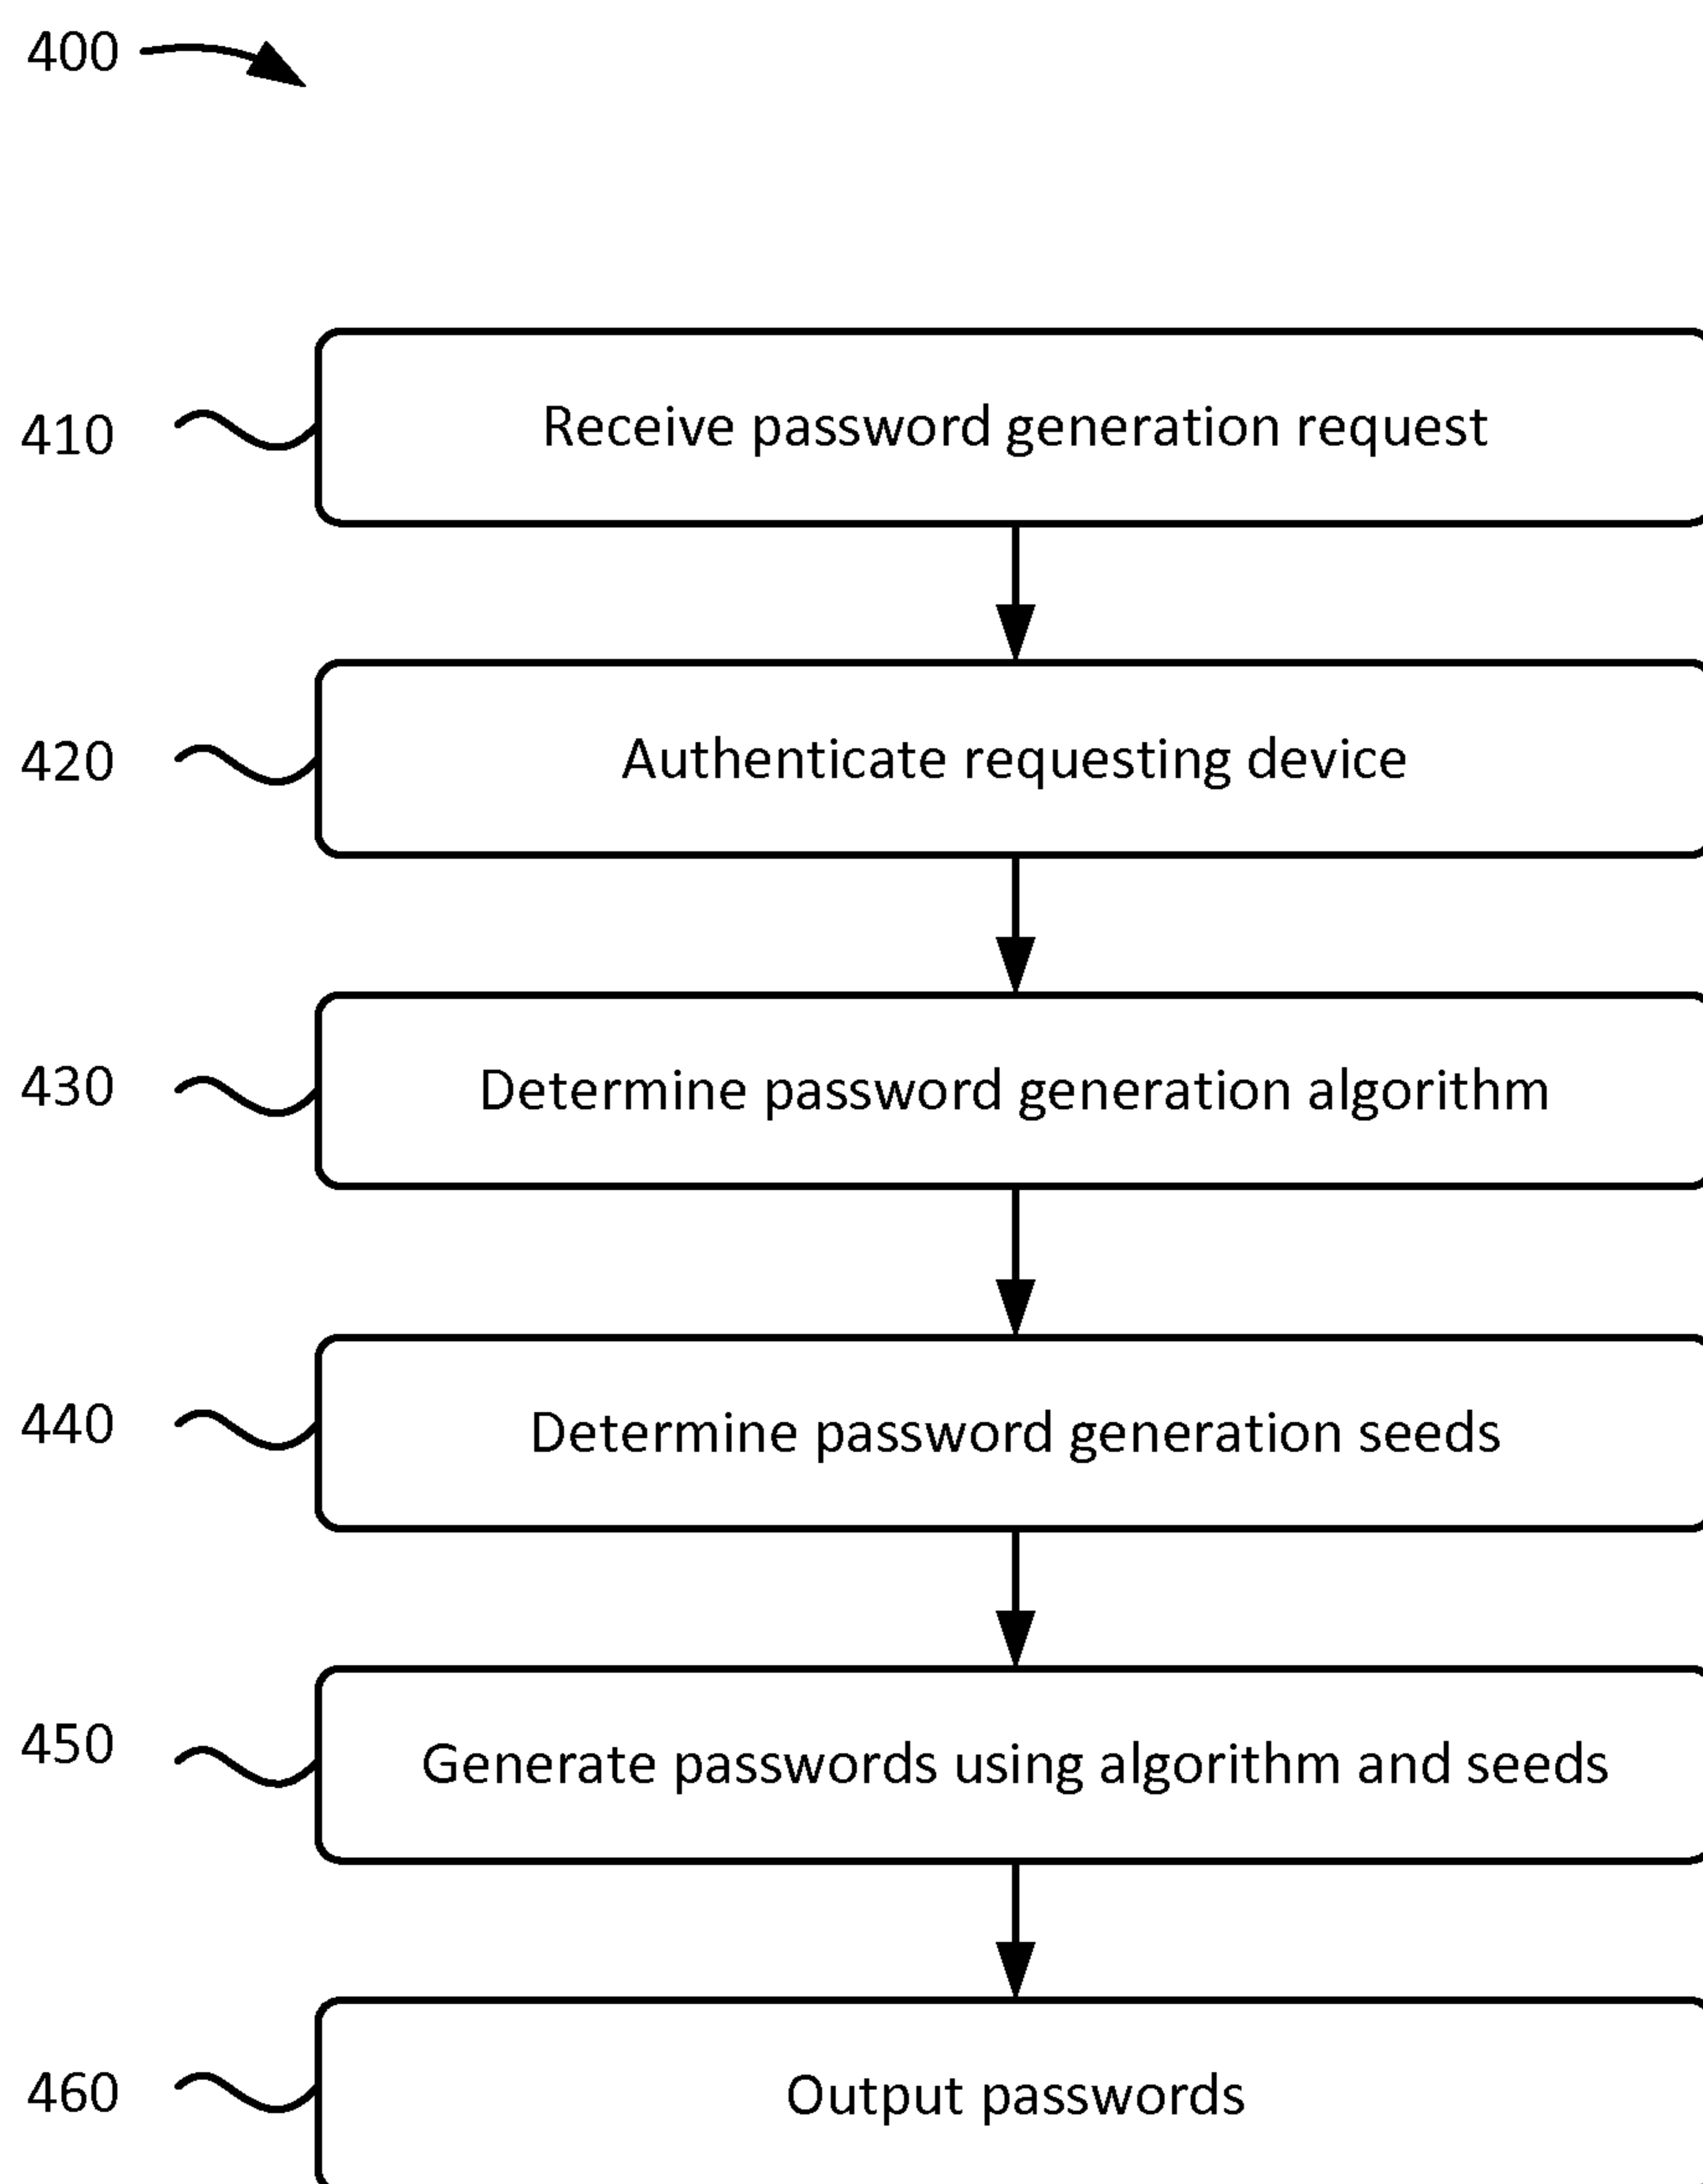 400
410 Receive password generation request
420 Authenticate requesting device
430 Determine password generation algorithm
440 Determine password generation seeds
450 Generate passwords using algorithm and seeds
460 Output passwords